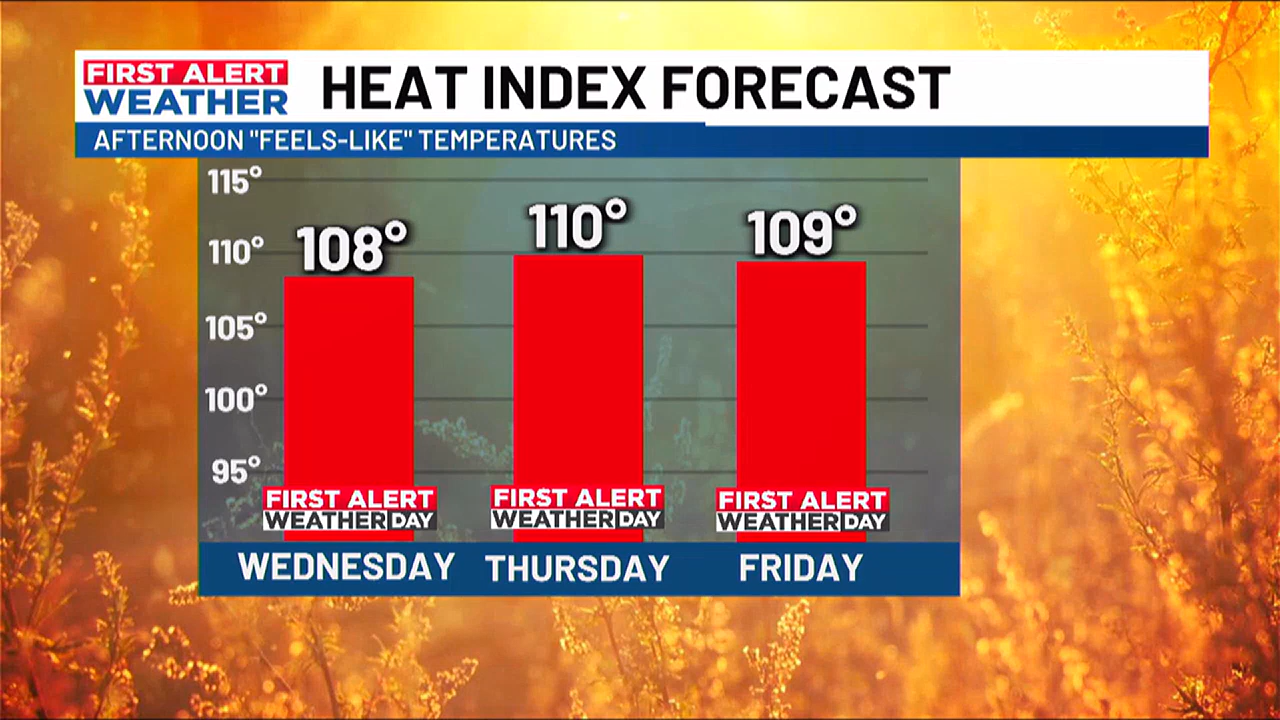 FIRST ALERT
WEATHER
HEAT INDEX FORECAST
AFTERNOON "FEELS-LIKE" TEMPERATURES
115°
110°
105°
100°
95°
108°
110°
109°
FIRST ALERT
WEATHER DAY
FIRST ALERT
WEATHER DAY
FIRST ALERT
WEATHER DAY
WEDNESDAY
THURSDAY
FRIDAY